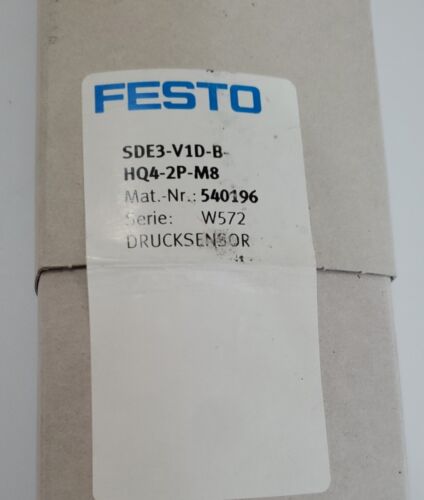 FESTO
SDE3-V1D-B-
HQ4-2P-M8
Mat.-Nr.: 540196
Serie: W572
DRUCKSENSOR